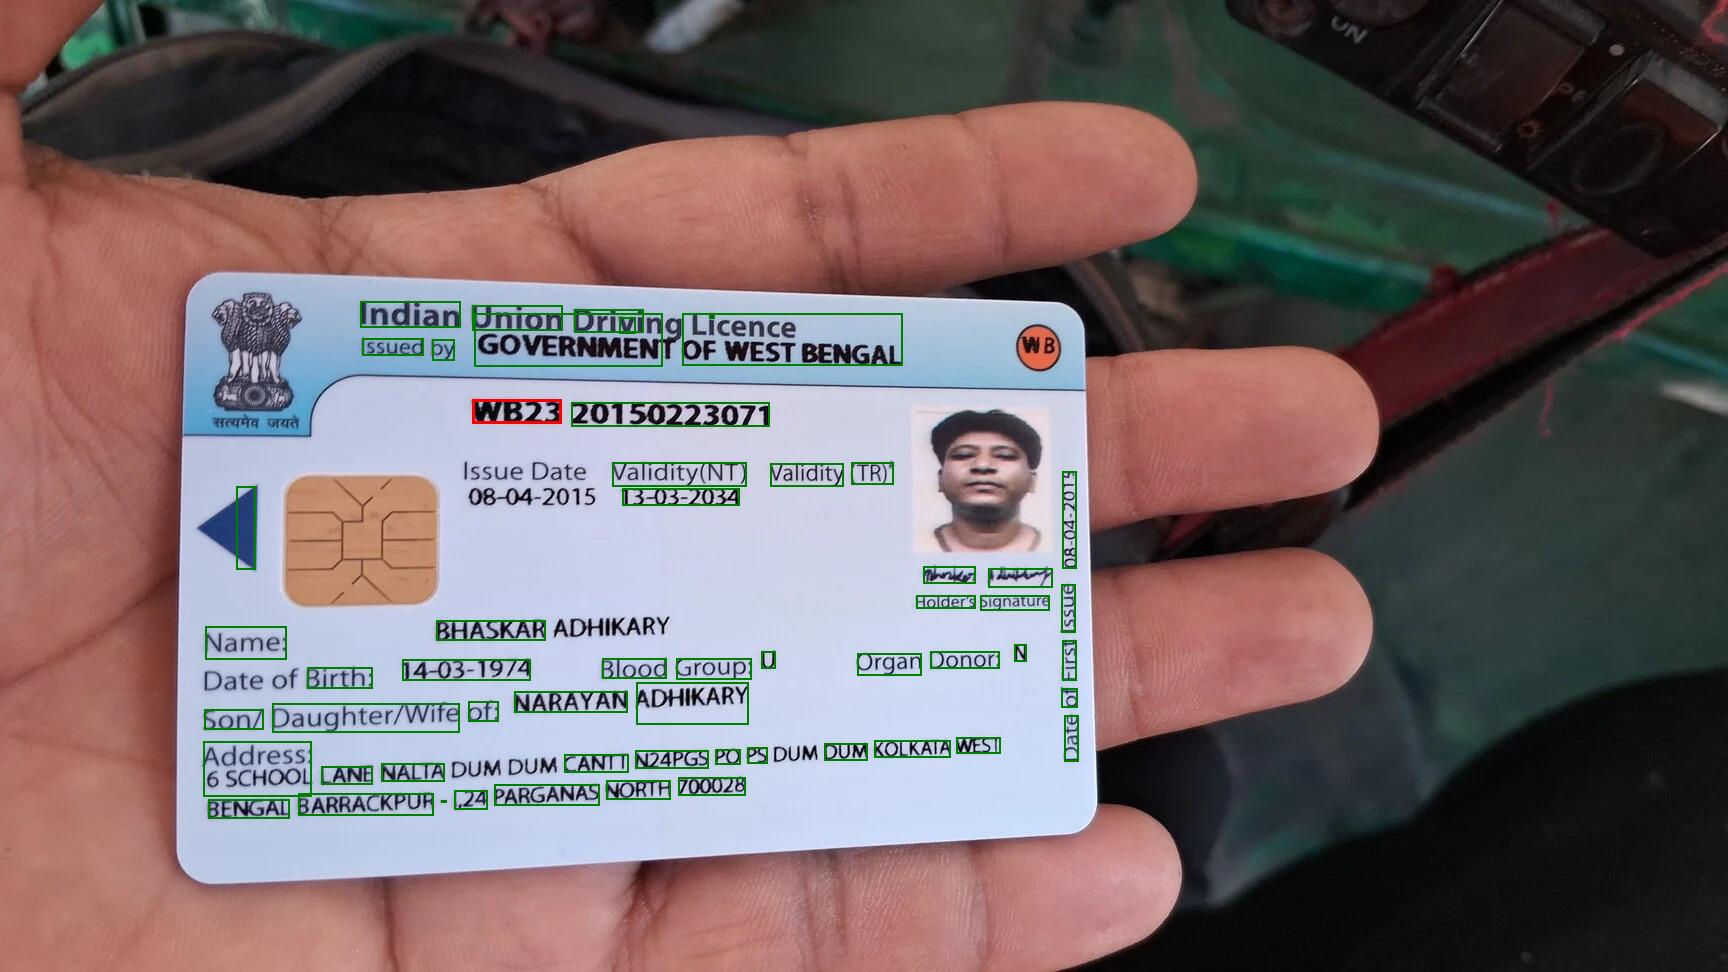 Indian Union Driving Licence
Issued by GOVERNMENT OF WEST BENGAL
WB
सत्यमेव जयते
WB23 20150223071
Issue Date Validity(NT) Validity (TR)*
08-04-2015 13-03-2034
Holder's Signature
Date of First Issue 08-04-2015
Name: BHASKAR ADHIKARY
Date of Birth: 14-03-1974 Blood Group: U Organ Donor: N
Son/ Daughter/Wife of: NARAYAN ADHIKARY
Address:
6 SCHOOL LANE NALTA DUM DUM CANTT N24PGS PO PS DUM DUM KOLKATA WEST
BENGAL BARRACKPUR - ,24 PARGANAS NORTH 700028
ON